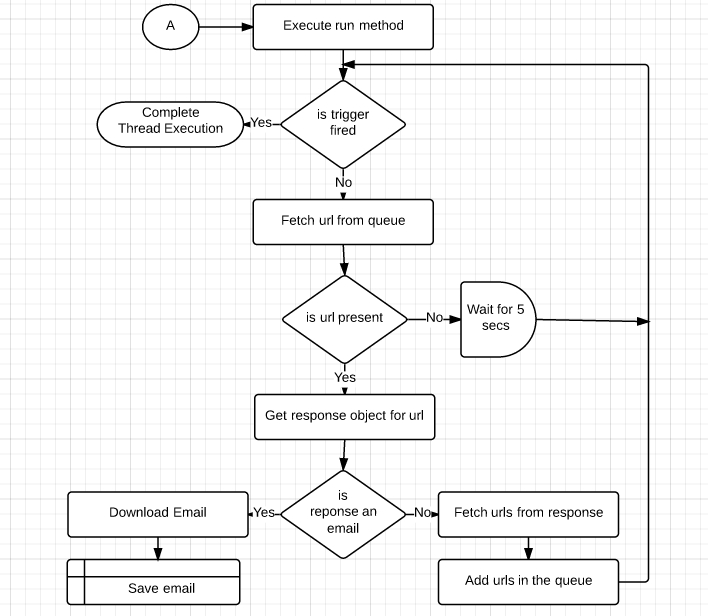 A
Execute run method
is trigger
fired
Yes
Complete
Thread Execution
No
Fetch url from queue
is url present
No
Wait for 5
secs
Yes
Get response object for url
is
reponse an
email
Yes
Download Email
Save email
No
Fetch urls from response
Add urls in the queue